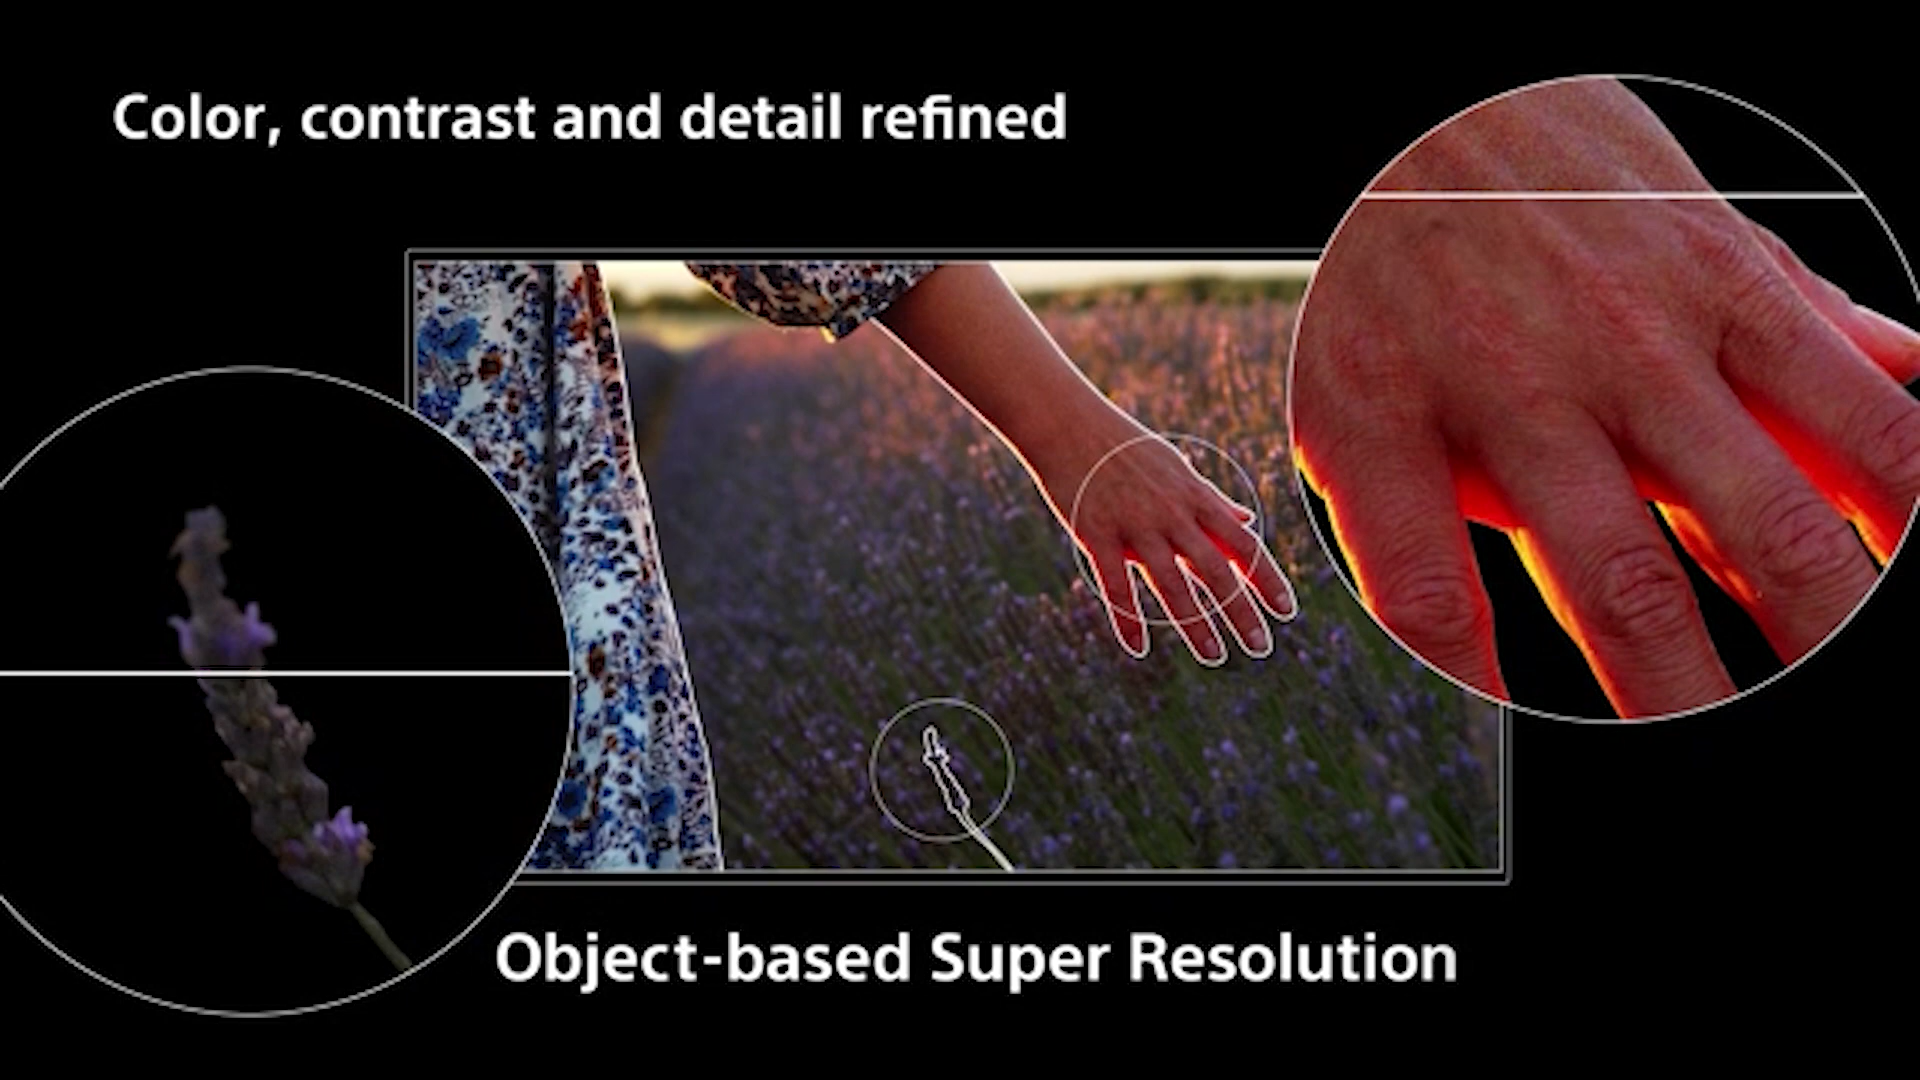 Color, contrast and detail refined
Object-based Super Resolution